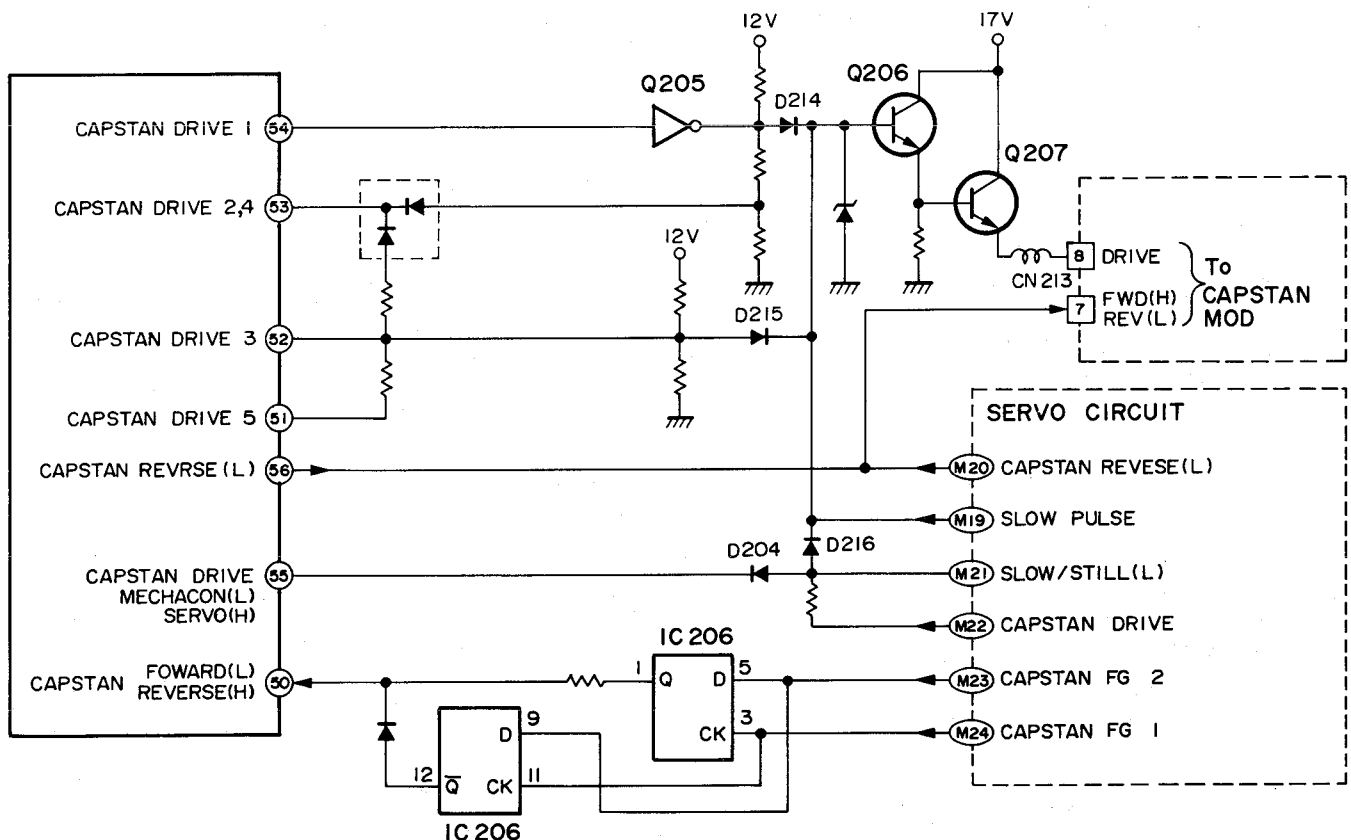 12V
17V
Q205
D214
Q206
Q207
CAPSTAN DRIVE 1 54
CAPSTAN DRIVE 2,4 53
12V
8 DRIVE
CN213
7 FWD(H)
REV(L)
To
CAPSTAN
MOD
CAPSTAN DRIVE 3 52
D215
CAPSTAN DRIVE 5 51
SERVO CIRCUIT
CAPSTAN REVRSE(L) 56
M20 CAPSTAN REVESE(L)
M19 SLOW PULSE
D204
D216
CAPSTAN DRIVE 55
MECHACON(L)
SERVO(H)
M21 SLOW/STILL(L)
M22 CAPSTAN DRIVE
IC206
CAPSTAN FOWARD(L)
REVERSE(H) 50
1 Q D 5
M23 CAPSTAN FG 2
CK 3
M24 CAPSTAN FG 1
D 9
12 Q̅ CK 11
IC206